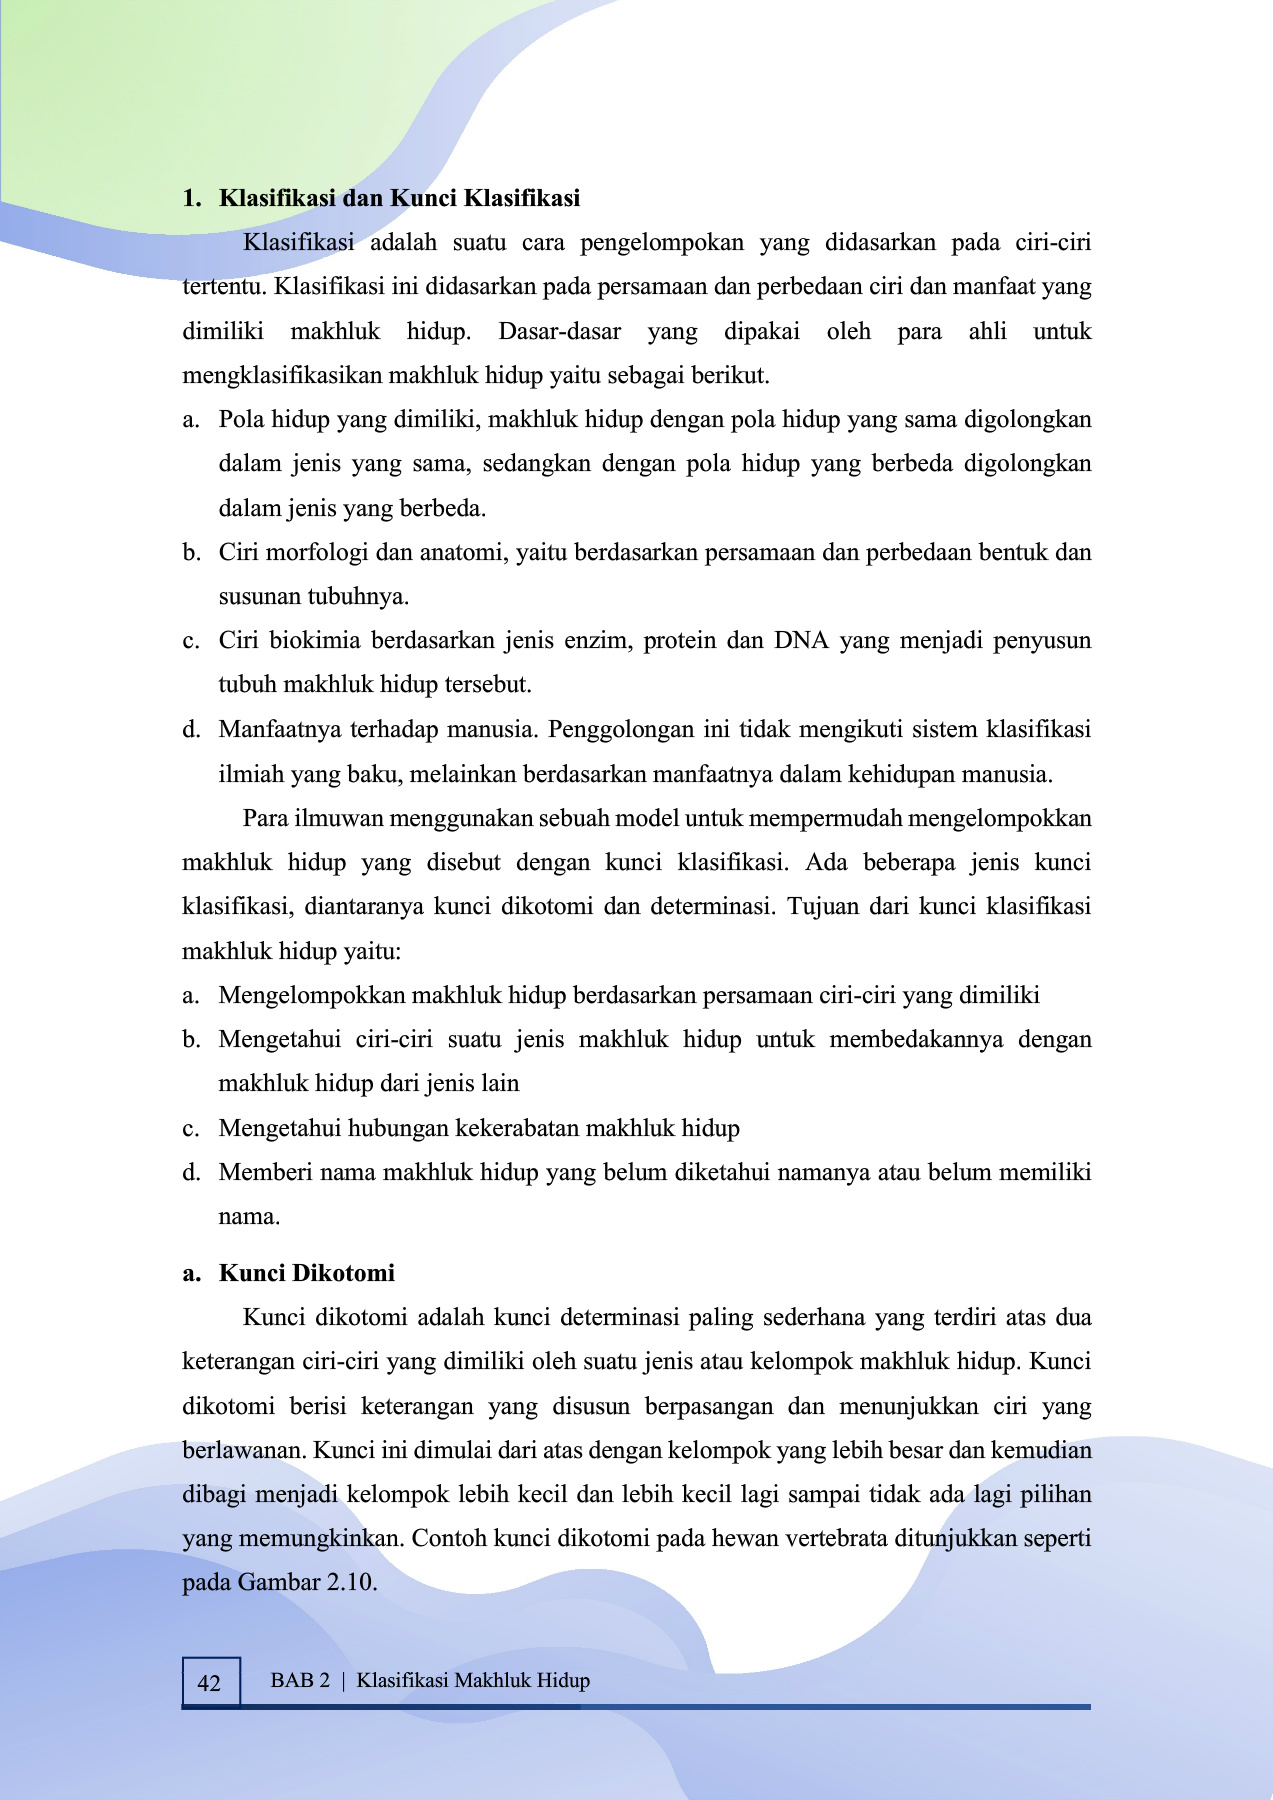 1. Klasifikasi dan Kunci Klasifikasi
Klasifikasi adalah suatu cara pengelompokan yang didasarkan pada ciri-ciri
tertentu. Klasifikasi ini didasarkan pada persamaan dan perbedaan ciri dan manfaat yang
dimiliki makhluk hidup. Dasar-dasar yang dipakai oleh para ahli untuk
mengklasifikasikan makhluk hidup yaitu sebagai berikut.
a. Pola hidup yang dimiliki, makhluk hidup dengan pola hidup yang sama digolongkan
dalam jenis yang sama, sedangkan dengan pola hidup yang berbeda digolongkan
dalam jenis yang berbeda.
b. Ciri morfologi dan anatomi, yaitu berdasarkan persamaan dan perbedaan bentuk dan
susunan tubuhnya.
c. Ciri biokimia berdasarkan jenis enzim, protein dan DNA yang menjadi penyusun
tubuh makhluk hidup tersebut.
d. Manfaatnya terhadap manusia. Penggolongan ini tidak mengikuti sistem klasifikasi
ilmiah yang baku, melainkan berdasarkan manfaatnya dalam kehidupan manusia.
Para ilmuwan menggunakan sebuah model untuk mempermudah mengelompokkan
makhluk hidup yang disebut dengan kunci klasifikasi. Ada beberapa jenis kunci
klasifikasi, diantaranya kunci dikotomi dan determinasi. Tujuan dari kunci klasifikasi
makhluk hidup yaitu:
a. Mengelompokkan makhluk hidup berdasarkan persamaan ciri-ciri yang dimiliki
b. Mengetahui ciri-ciri suatu jenis makhluk hidup untuk membedakannya dengan
makhluk hidup dari jenis lain
c. Mengetahui hubungan kekerabatan makhluk hidup
d. Memberi nama makhluk hidup yang belum diketahui namanya atau belum memiliki
nama.
a. Kunci Dikotomi
Kunci dikotomi adalah kunci determinasi paling sederhana yang terdiri atas dua
keterangan ciri-ciri yang dimiliki oleh suatu jenis atau kelompok makhluk hidup. Kunci
dikotomi berisi keterangan yang disusun berpasangan dan menunjukkan ciri yang
berlawanan. Kunci ini dimulai dari atas dengan kelompok yang lebih besar dan kemudian
dibagi menjadi kelompok lebih kecil dan lebih kecil lagi sampai tidak ada lagi pilihan
yang memungkinkan. Contoh kunci dikotomi pada hewan vertebrata ditunjukkan seperti
pada Gambar 2.10.
42 BAB 2 | Klasifikasi Makhluk Hidup